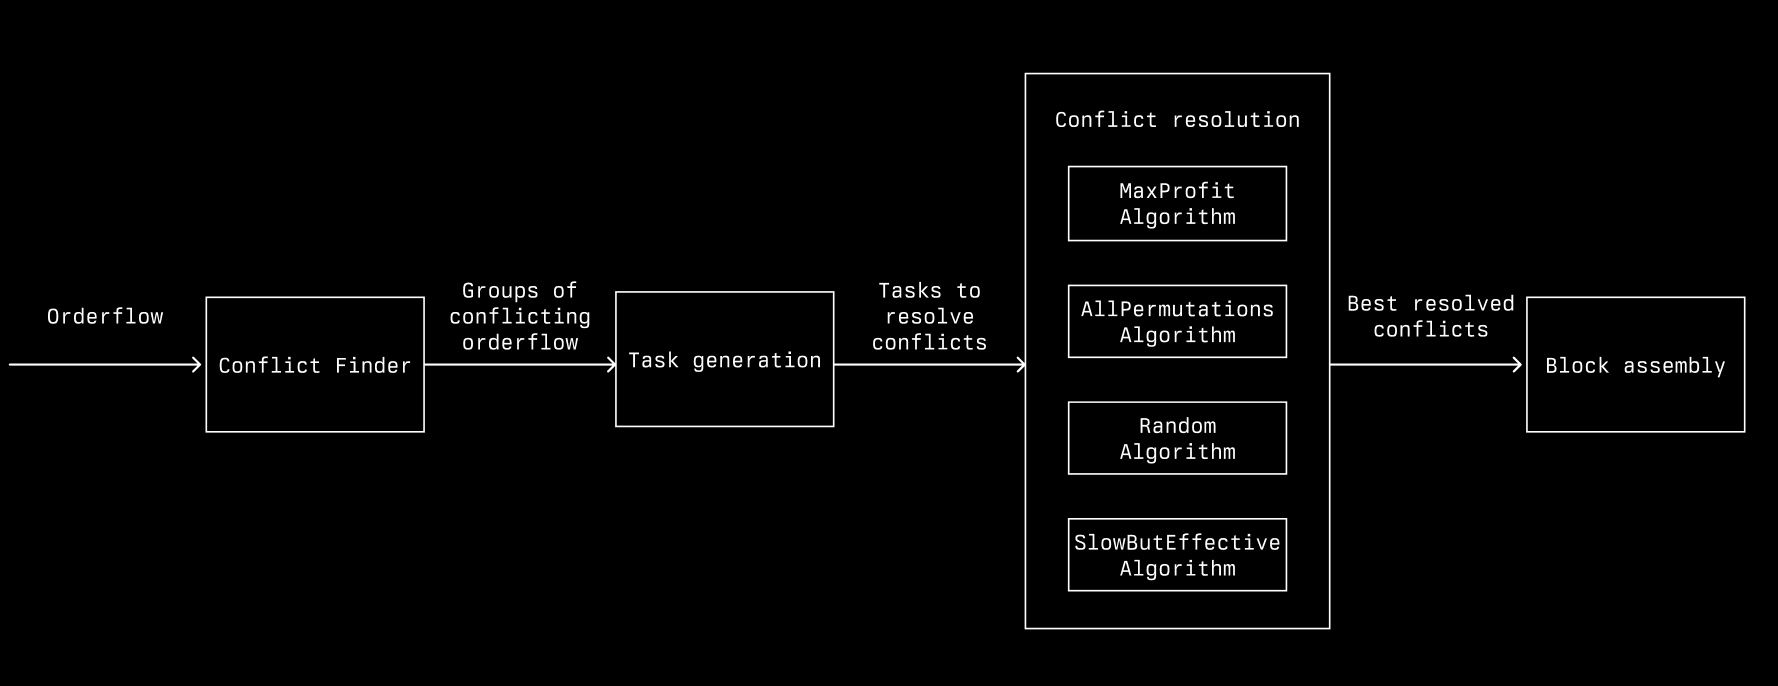 Orderflow
Conflict Finder
Groups of
conflicting
orderflow
Task generation
Tasks to
resolve
conflicts
Conflict resolution
MaxProfit
Algorithm
AllPermutations
Algorithm
Random
Algorithm
SlowButEffective
Algorithm
Best resolved
conflicts
Block assembly